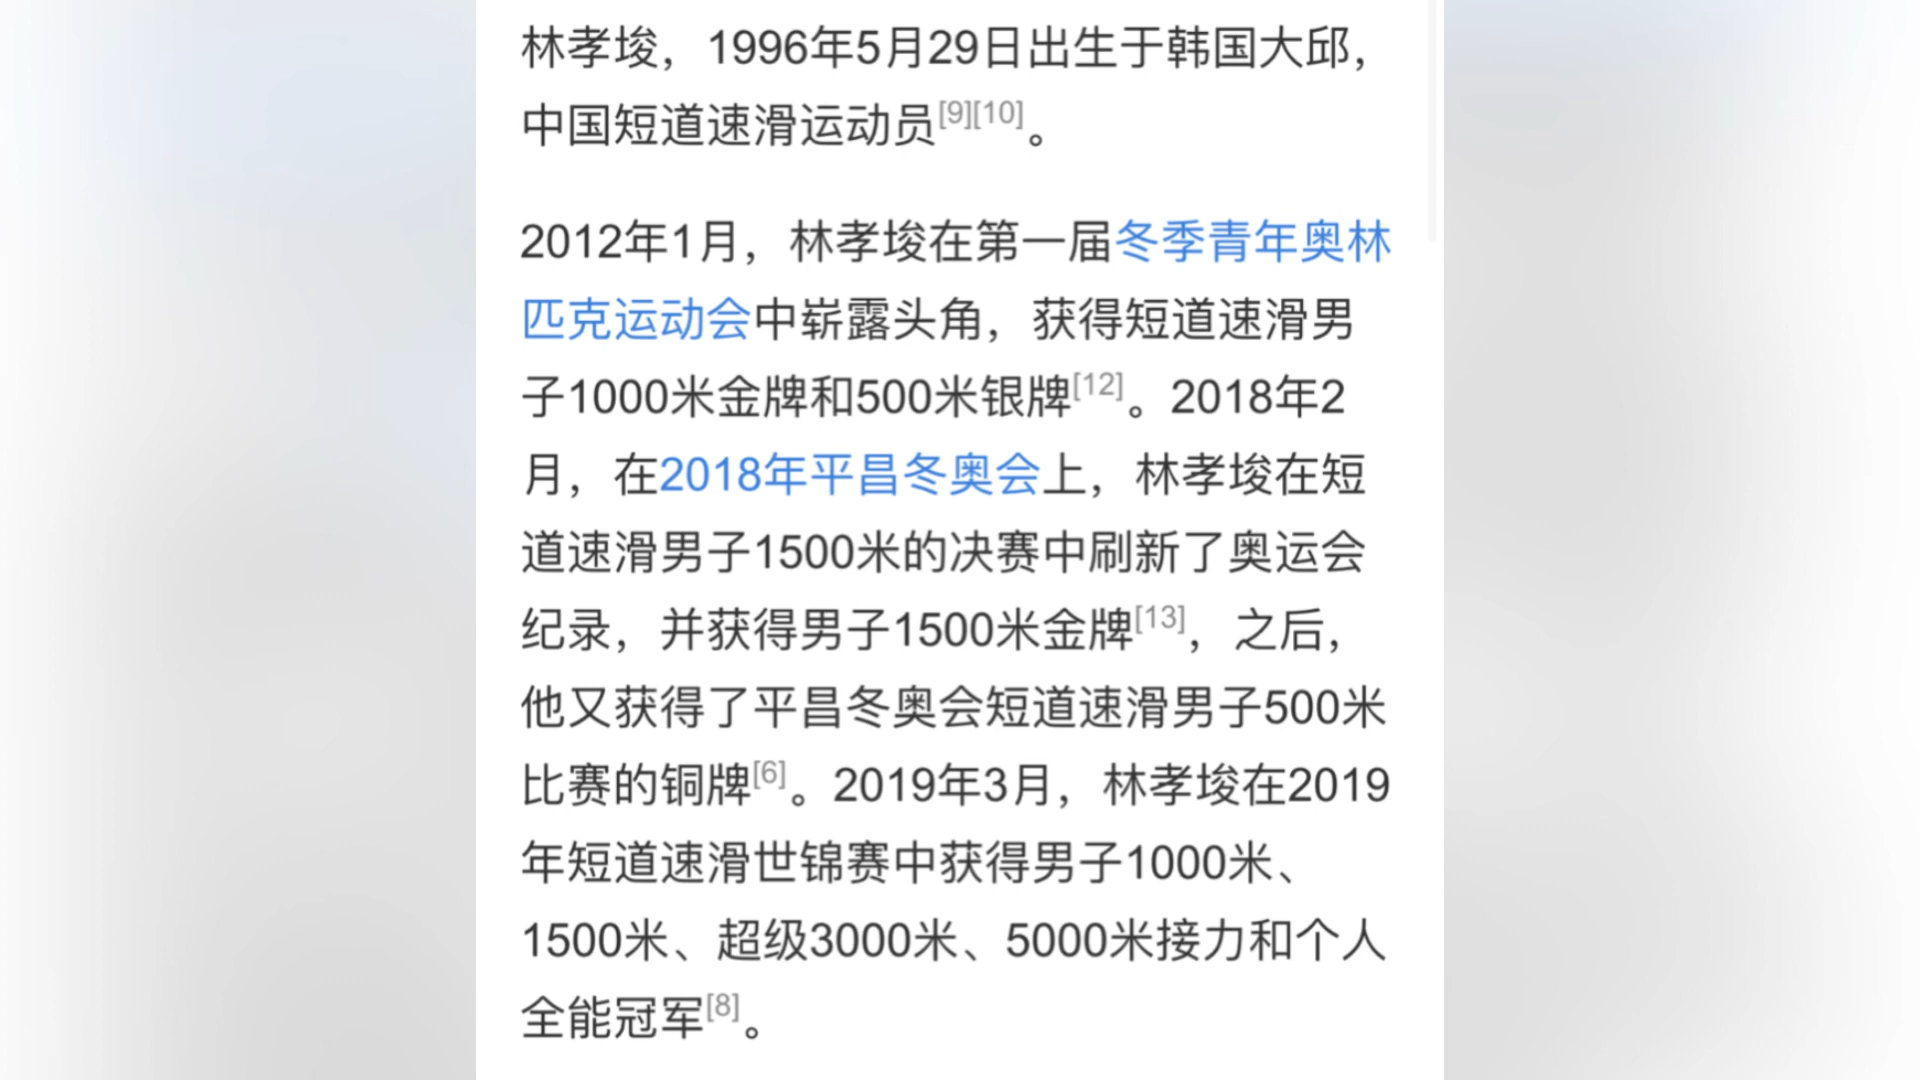 林孝埈，1996年5月29日出生于韩国大邱，
中国短道速滑运动员[9][10]。
2012年1月，林孝埈在第一届冬季青年奥林
匹克运动会中崭露头角，获得短道速滑男
子1000米金牌和500米银牌[12]。2018年2
月，在2018年平昌冬奥会上，林孝埈在短
道速滑男子1500米的决赛中刷新了奥运会
纪录，并获得男子1500米金牌[13]，之后，
他又获得了平昌冬奥会短道速滑男子500米
比赛的铜牌[6]。2019年3月，林孝埈在2019
年短道速滑世锦赛中获得男子1000米、
1500米、超级3000米、5000米接力和个人
全能冠军[8]。